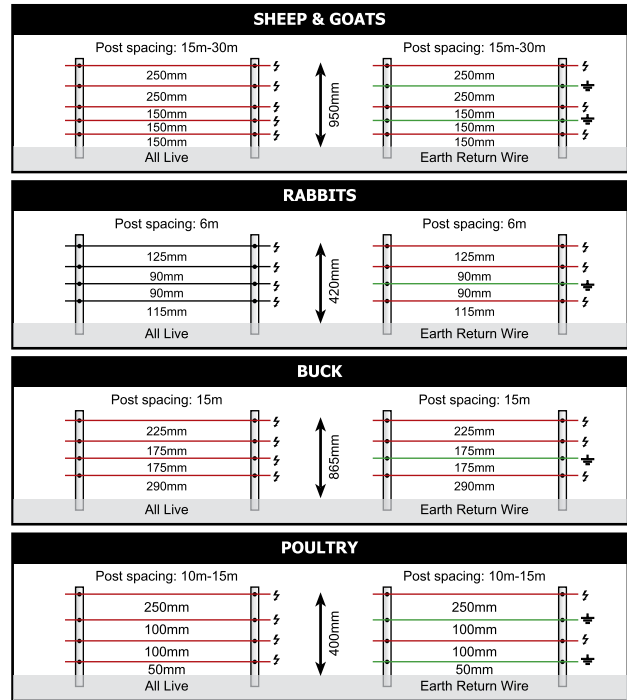 SHEEP & GOATS
Post spacing: 15m-30m
250mm
250mm
150mm
150mm
150mm
All Live
950mm
Post spacing: 15m-30m
250mm
250mm
150mm
150mm
150mm
Earth Return Wire
RABBITS
Post spacing: 6m
125mm
90mm
90mm
115mm
All Live
420mm
Post spacing: 6m
125mm
90mm
90mm
115mm
Earth Return Wire
BUCK
Post spacing: 15m
225mm
175mm
175mm
290mm
All Live
865mm
Post spacing: 15m
225mm
175mm
175mm
290mm
Earth Return Wire
POULTRY
Post spacing: 10m-15m
250mm
100mm
100mm
50mm
All Live
400mm
Post spacing: 10m-15m
250mm
100mm
100mm
50mm
Earth Return Wire